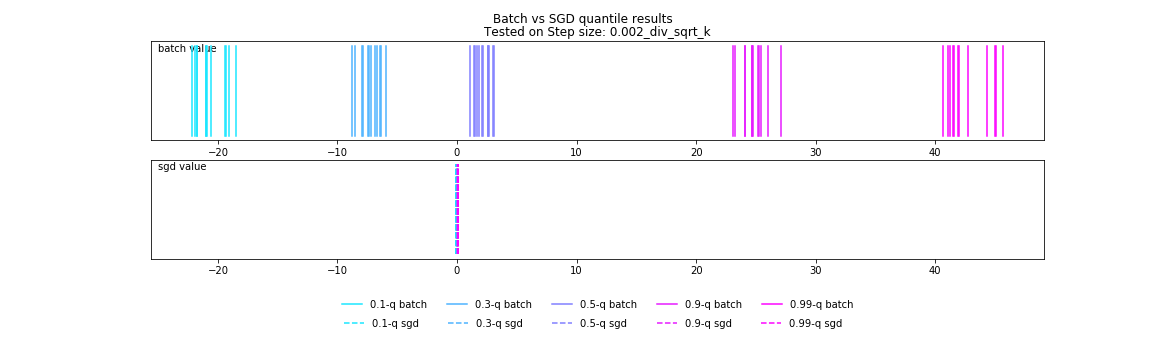 Batch vs SGD quantile results
Tested on Step size: 0.002_div_sqrt_k
batch value
−20 −10 0 10 20 30 40
sgd value
−20 −10 0 10 20 30 40
0.1-q batch 0.3-q batch 0.5-q batch 0.9-q batch 0.99-q batch
0.1-q sgd 0.3-q sgd 0.5-q sgd 0.9-q sgd 0.99-q sgd